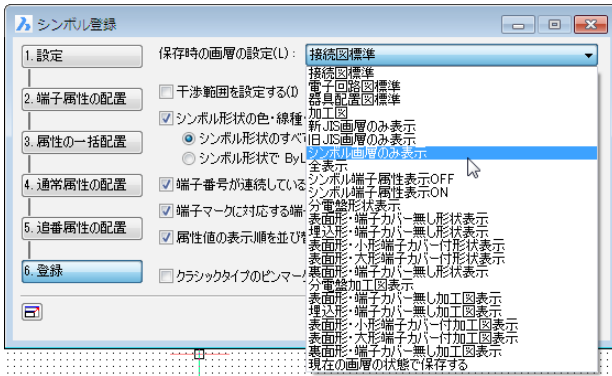 シンボル登録
1. 設定
2. 端子属性の配置
3. 属性の一括配置
4. 通常属性の配置
5. 追番属性の配置
6. 登録
保存時の画層の設定(L) :
接続図標準
干渉範囲を設定する(I)
シンボル形状の色・線種・
シンボル形状のすべ
シンボル形状で ByL
端子番号が連続している
端子マークに対応する端
属性値の表示順を並び替
クラシックタイプのピンマーク
接続図標準
電子回路図標準
器具配置図標準
加工図
新JIS画層のみ表示
旧JIS画層のみ表示
シンボル画層のみ表示
全表示
シンボル端子属性表示OFF
シンボル端子属性表示ON
分電盤形状表示
表面形・端子カバー無し形状表示
埋込形・端子カバー無し形状表示
表面形・小形端子カバー付形状表示
表面形・大形端子カバー付形状表示
裏面形・端子カバー無し形状表示
分電盤加工図表示
表面形・端子カバー無し加工図表示
埋込形・端子カバー無し加工図表示
表面形・小形端子カバー付加工図表示
表面形・大形端子カバー付加工図表示
裏面形・端子カバー無し加工図表示
現在の画層の状態で保存する